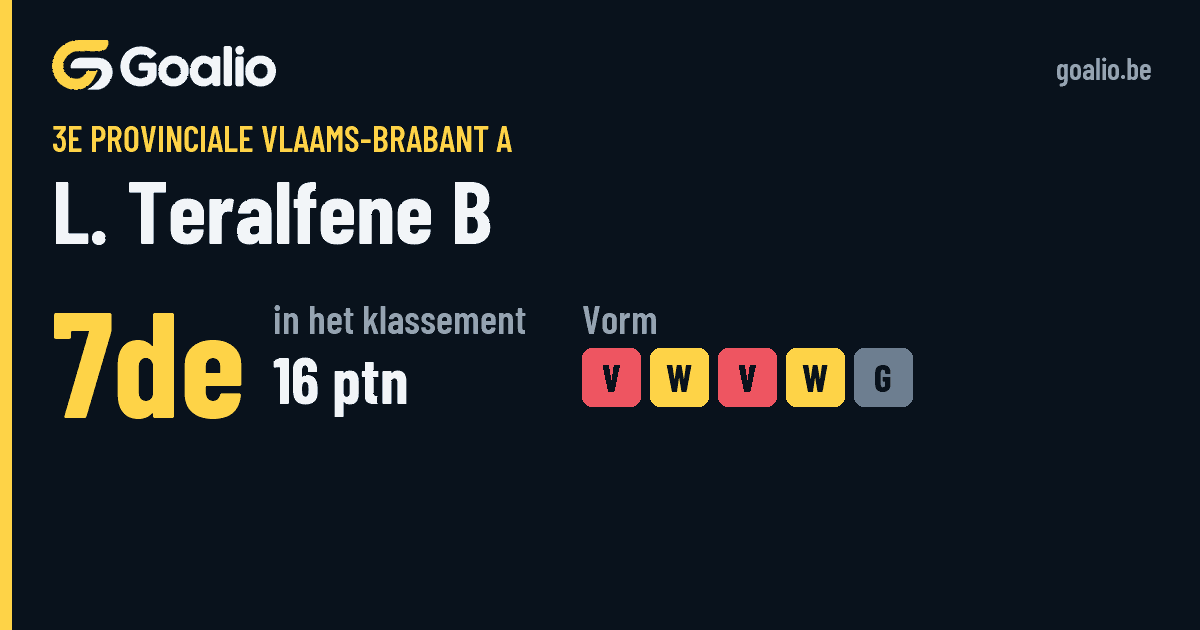 Goalio
goalio.be
3E PROVINCIALE VLAAMS-BRABANT A
L. Teralfene B
7de
in het klassement
16 ptn
Vorm
V W V W G